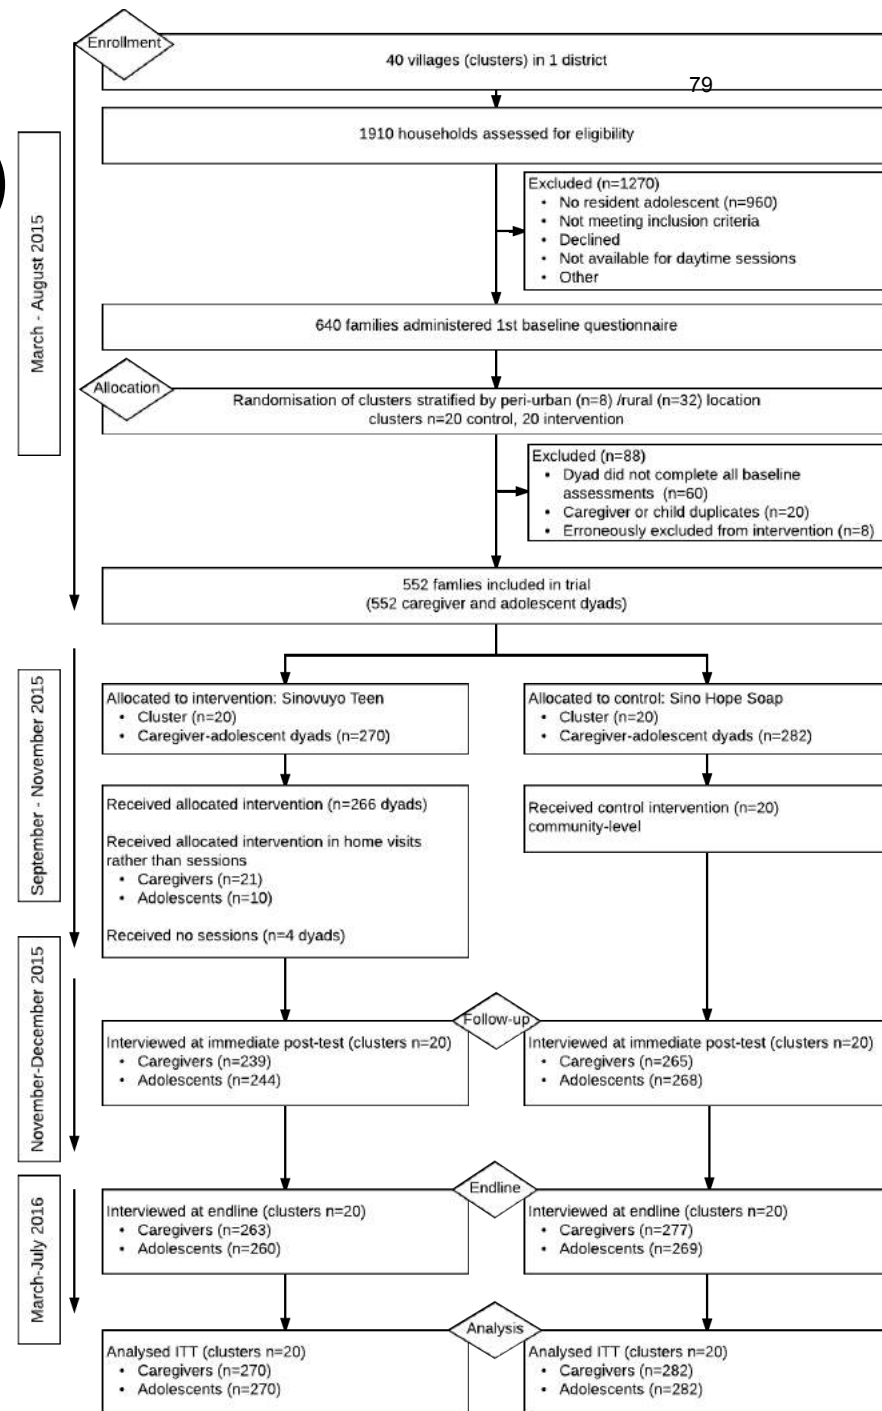 Enrollment
40 villages (clusters) in 1 district
79
1910 households assessed for eligibility
Excluded (n=1270)
• No resident adolescent (n=960)
• Not meeting inclusion criteria
• Declined
• Not available for daytime sessions
• Other
March - August 2015
640 families administered 1st baseline questionnaire
Allocation
Randomisation of clusters stratified by peri-urban (n=8) /rural (n=32) location
clusters n=20 control, 20 intervention
Excluded (n=88)
• Dyad did not complete all baseline
assessments (n=60)
• Caregiver or child duplicates (n=20)
• Erroneously excluded from intervention (n=8)
552 famlies included in trial
(552 caregiver and adolescent dyads)
September - November 2015
Allocated to intervention: Sinovuyo Teen
• Cluster (n=20)
• Caregiver-adolescent dyads (n=270)
Allocated to control: Sino Hope Soap
• Cluster (n=20)
• Caregiver-adolescent dyads (n=282)
Received allocated intervention (n=266 dyads)
Received allocated intervention in home visits
rather than sessions
• Caregivers (n=21)
• Adolescents (n=10)
Received no sessions (n=4 dyads)
Received control intervention (n=20)
community-level
November-December 2015
Follow-up
Interviewed at immediate post-test (clusters n=20)
• Caregivers (n=239)
• Adolescents (n=244)
Interviewed at immediate post-test (clusters n=20)
• Caregivers (n=265)
• Adolescents (n=268)
March-July 2016
Endline
Interviewed at endline (clusters n=20)
• Caregivers (n=263)
• Adolescents (n=260)
Interviewed at endline (clusters n=20)
• Caregivers (n=277)
• Adolescents (n=269)
Analysis
Analysed ITT (clusters n=20)
• Caregivers (n=270)
• Adolescents (n=270)
Analysed ITT (clusters n=20)
• Caregivers (n=282)
• Adolescents (n=282)